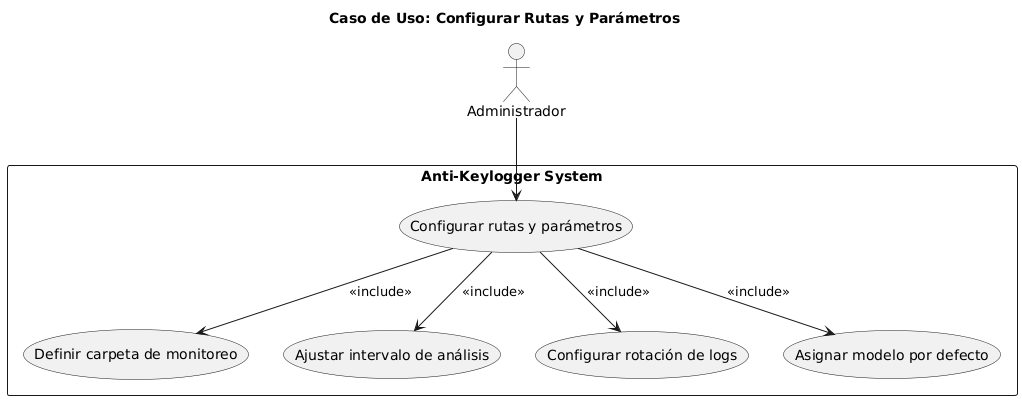 Caso de Uso: Configurar Rutas y Parámetros
Administrador
Anti-Keylogger System
Configurar rutas y parámetros
«include»
«include»
«include»
«include»
Definir carpeta de monitoreo
Ajustar intervalo de análisis
Configurar rotación de logs
Asignar modelo por defecto